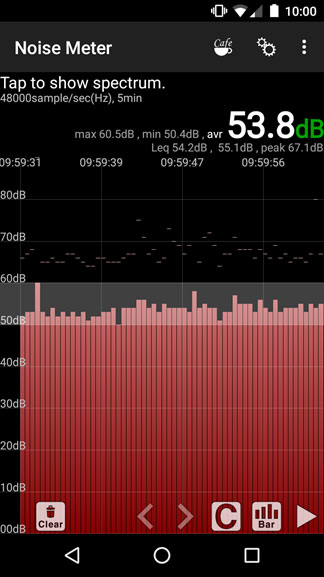 10:00
Noise Meter
Cafe
Tap to show spectrum.
48000sample/sec(Hz), 5min
max 60.5dB , min 50.4dB , avr 53.8dB
Leq 54.2dB , 55.1dB , peak 67.1dB
09:59:31 09:59:39 09:59:47 09:59:56
80dB
70dB
60dB
50dB
40dB
30dB
20dB
10dB
00dB
Clear
C
Bar